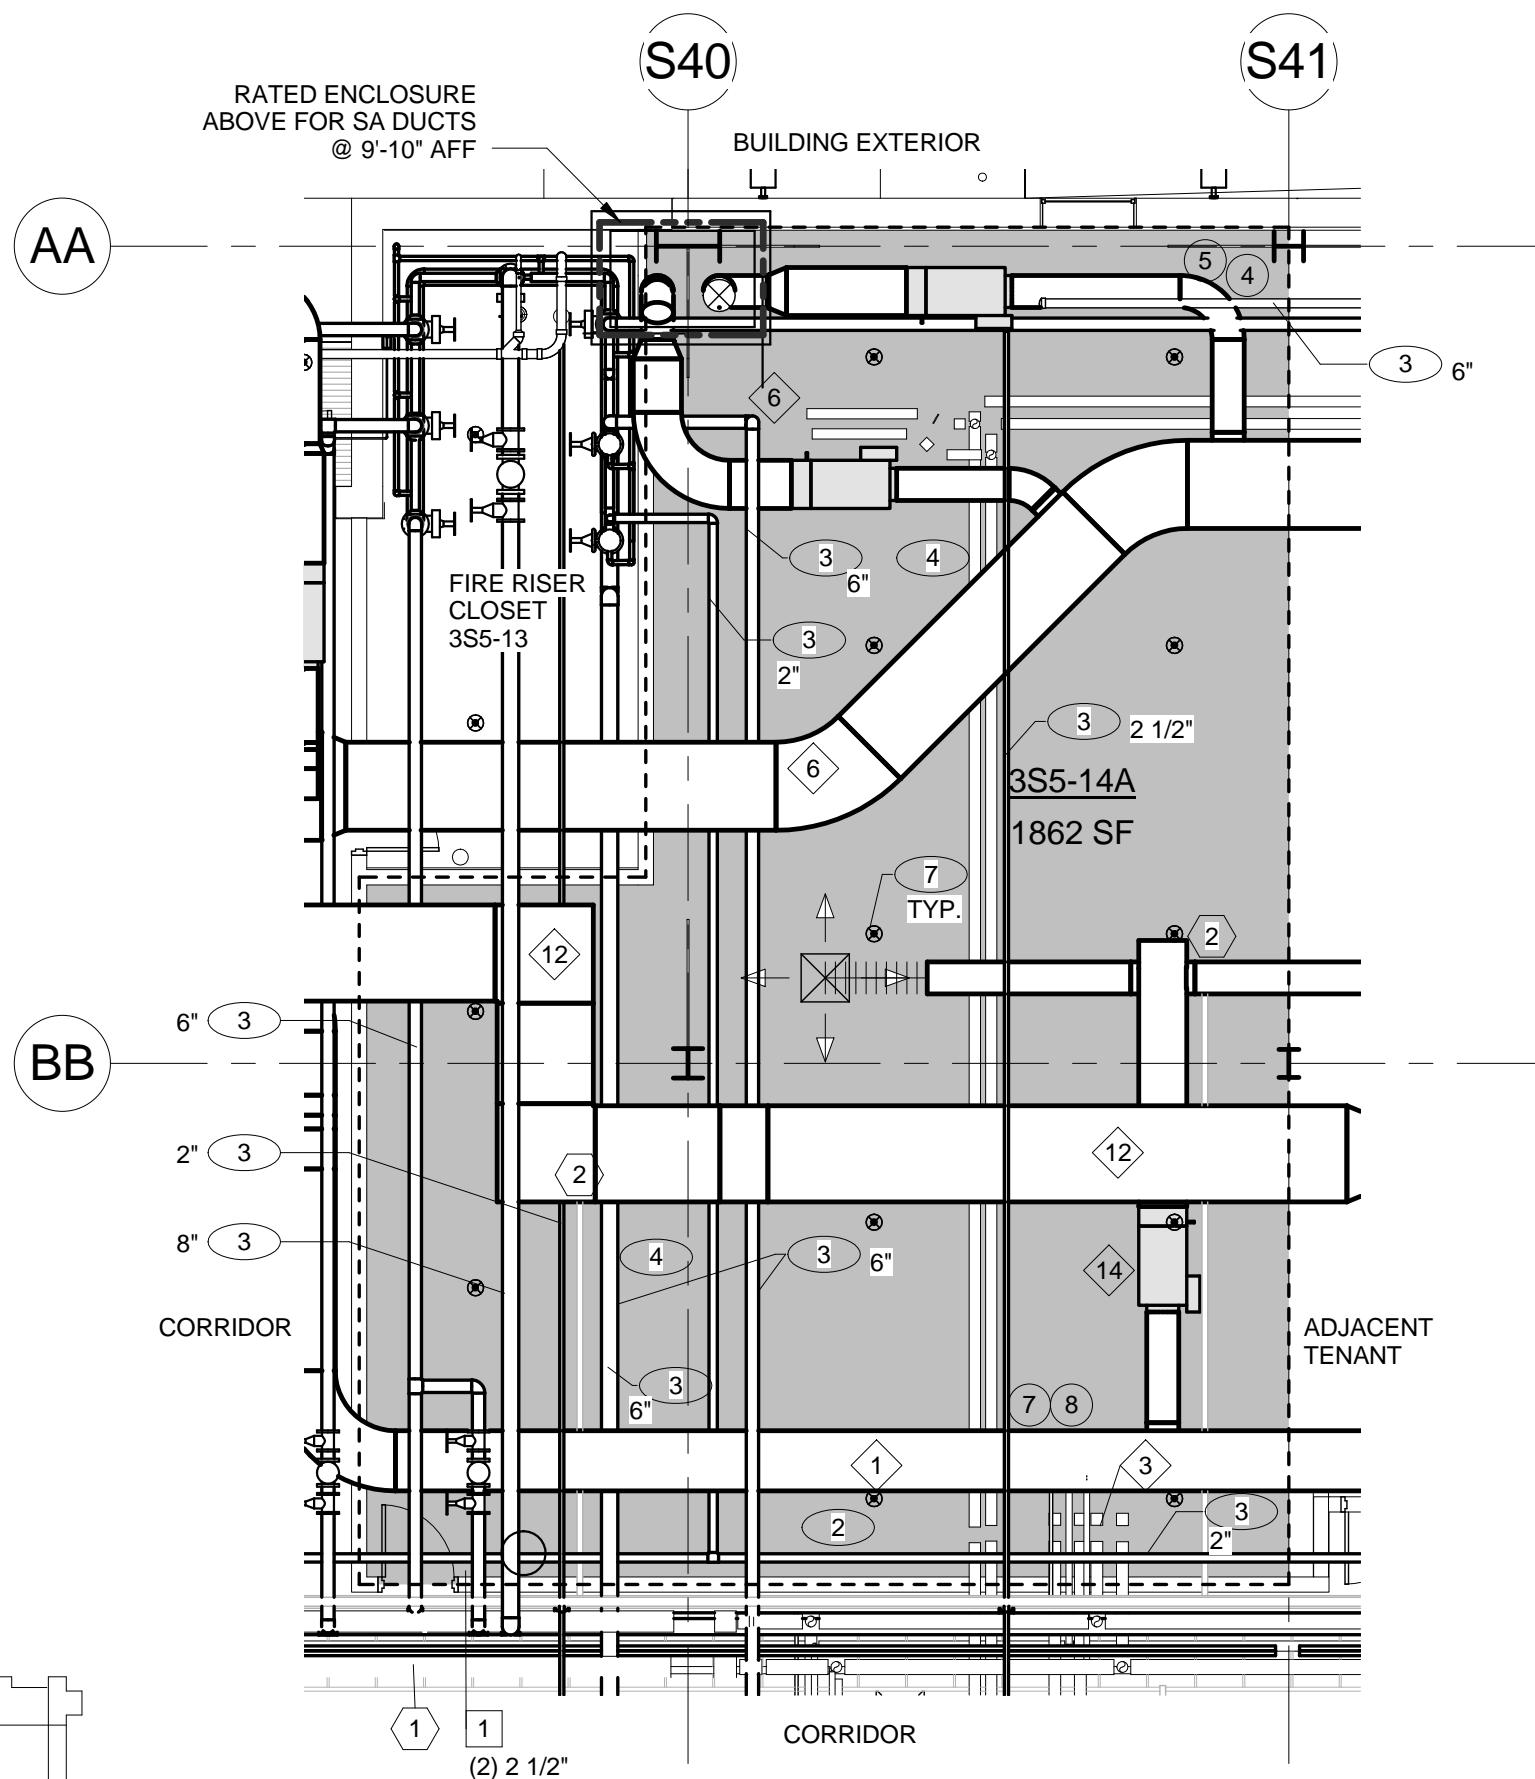 S40
S41
RATED ENCLOSURE
ABOVE FOR SA DUCTS
@ 9'-10" AFF
BUILDING EXTERIOR
AA
5
4
3
6"
6
3
6"
4
FIRE RISER
CLOSET
3S5-13
3
2"
3
2 1/2"
6
3S5-14A
1862 SF
7
TYP.
2
12
6"
3
BB
2"
3
2
12
8"
3
4
3
6"
14
CORRIDOR
ADJACENT
TENANT
3
6"
7
8
1
3
2
3
2"
1
1
(2) 2 1/2"
CORRIDOR